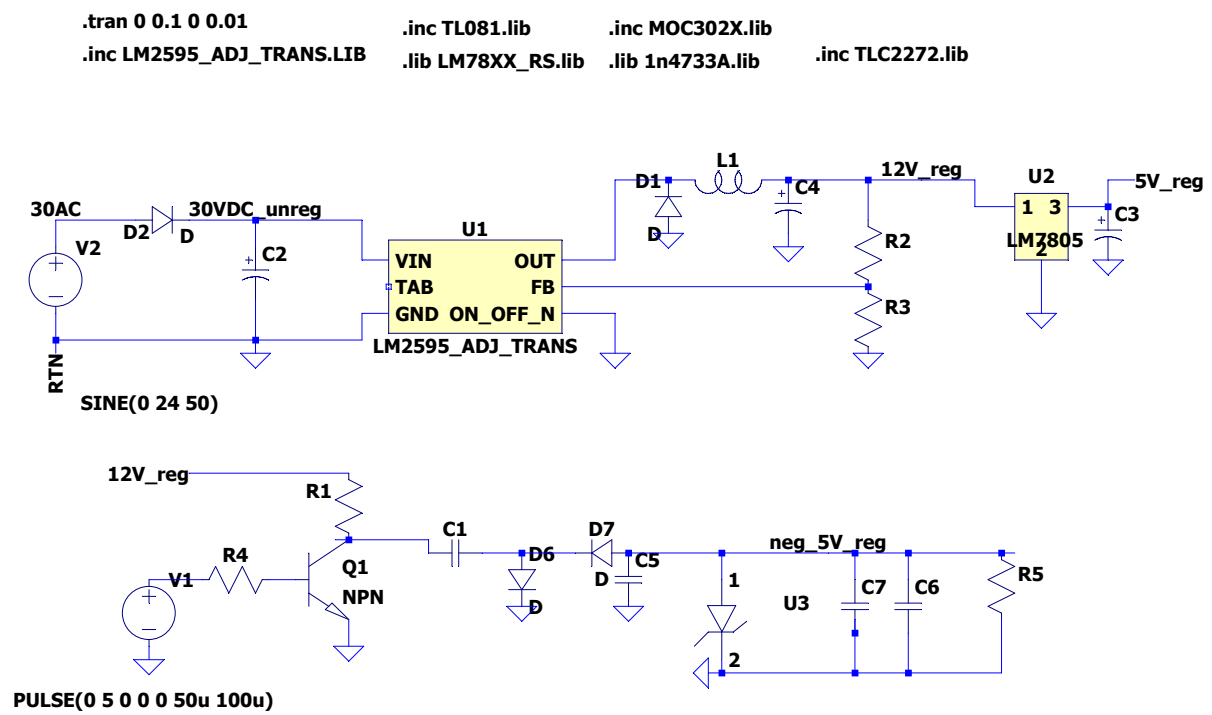 .tran 0 0.1 0 0.01
.inc TL081.lib
.inc MOC302X.lib
.inc LM2595_ADJ_TRANS.LIB
.lib LM78XX_RS.lib
.lib 1n4733A.lib
.inc TLC2272.lib
L1
D1
C4
12V_reg
U2
5V_reg
30AC
30VDC_unreg
1
3
C3
D2
D
U1
D
LM7805
V2
C2
R2
2
VIN
OUT
TAB
FB
GND
ON_OFF_N
R3
LM2595_ADJ_TRANS
RTN
SINE(0 24 50)
12V_reg
R1
C1
D7
neg_5V_reg
R4
Q1
D6
C5
V1
D
1
C7
C6
R5
NPN
D
U3
2
PULSE(0 5 0 0 0 50u 100u)